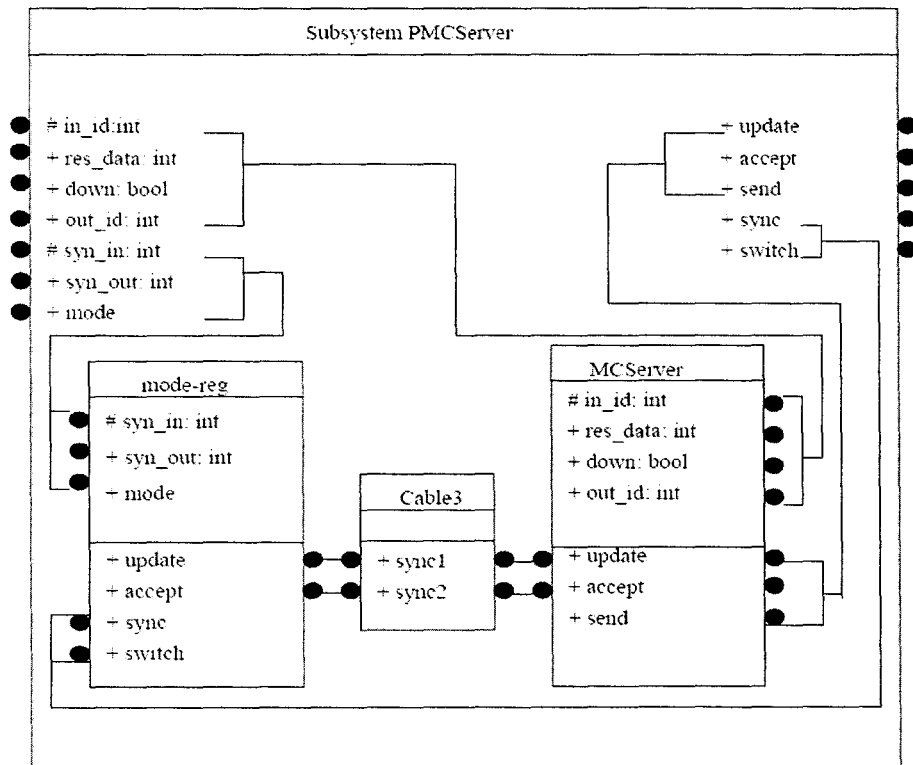 Subsystem PMCServer
# in_id:int
+ res_data: int
+ down: bool
+ out_id: int
# syn_in: int
+ syn_out: int
+ mode
+ update
+ accept
+ send
+ sync
+ switch
mode-reg
# syn_in: int
+ syn_out: int
+ mode
+ update
+ accept
+ sync
+ switch
Cable3
+ sync1
+ sync2
MCServer
# in_id: int
+ res_data: int
+ down: bool
+ out_id: int
+ update
+ accept
+ send